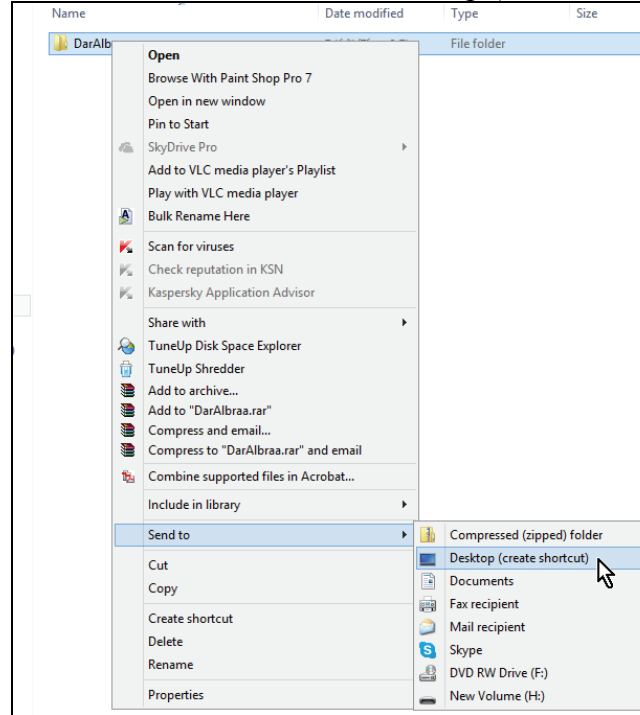 Name Date modified Type Size
DarAlb File folder
Open
Browse With Paint Shop Pro 7
Open in new window
Pin to Start
SkyDrive Pro
Add to VLC media player's Playlist
Play with VLC media player
Bulk Rename Here
Scan for viruses
Check reputation in KSN
Kaspersky Application Advisor
Share with
TuneUp Disk Space Explorer
TuneUp Shredder
Add to archive...
Add to "DarAlbraa.rar"
Compress and email...
Compress to "DarAlbraa.rar" and email
Combine supported files in Acrobat...
Include in library
Send to
Cut
Copy
Create shortcut
Delete
Rename
Properties
Compressed (zipped) folder
Desktop (create shortcut)
Documents
Fax recipient
Mail recipient
Skype
DVD RW Drive (F:)
New Volume (H:)